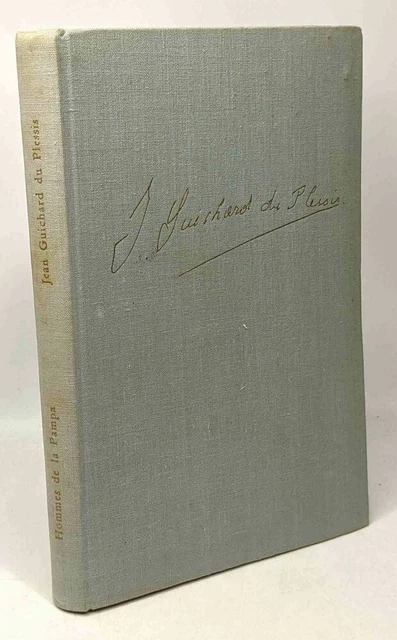 Jean Guichard du Plessis
Hommes de la Pampa
J. Guichard du Plessis